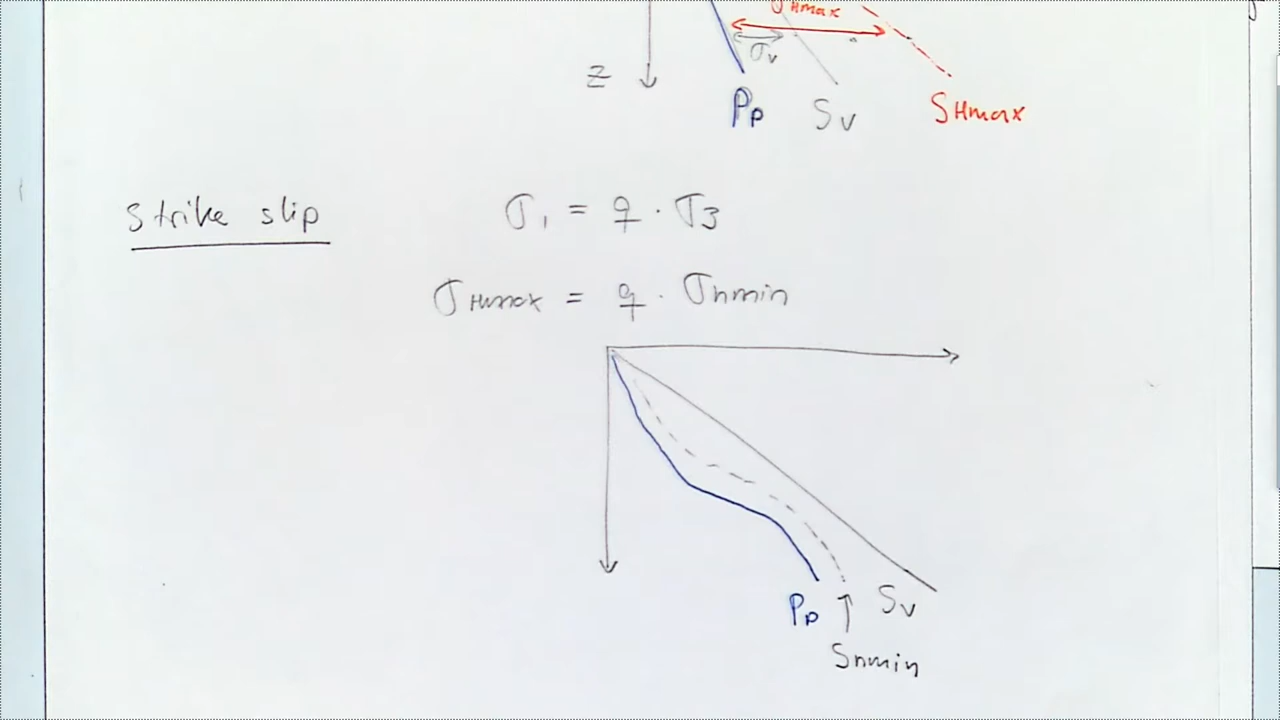 σHmax
σv
z
Pp Sv SHmax
Strike slip σ1 = q · σ3
σHmax = q · σhmin
Pp Sv
Shmin